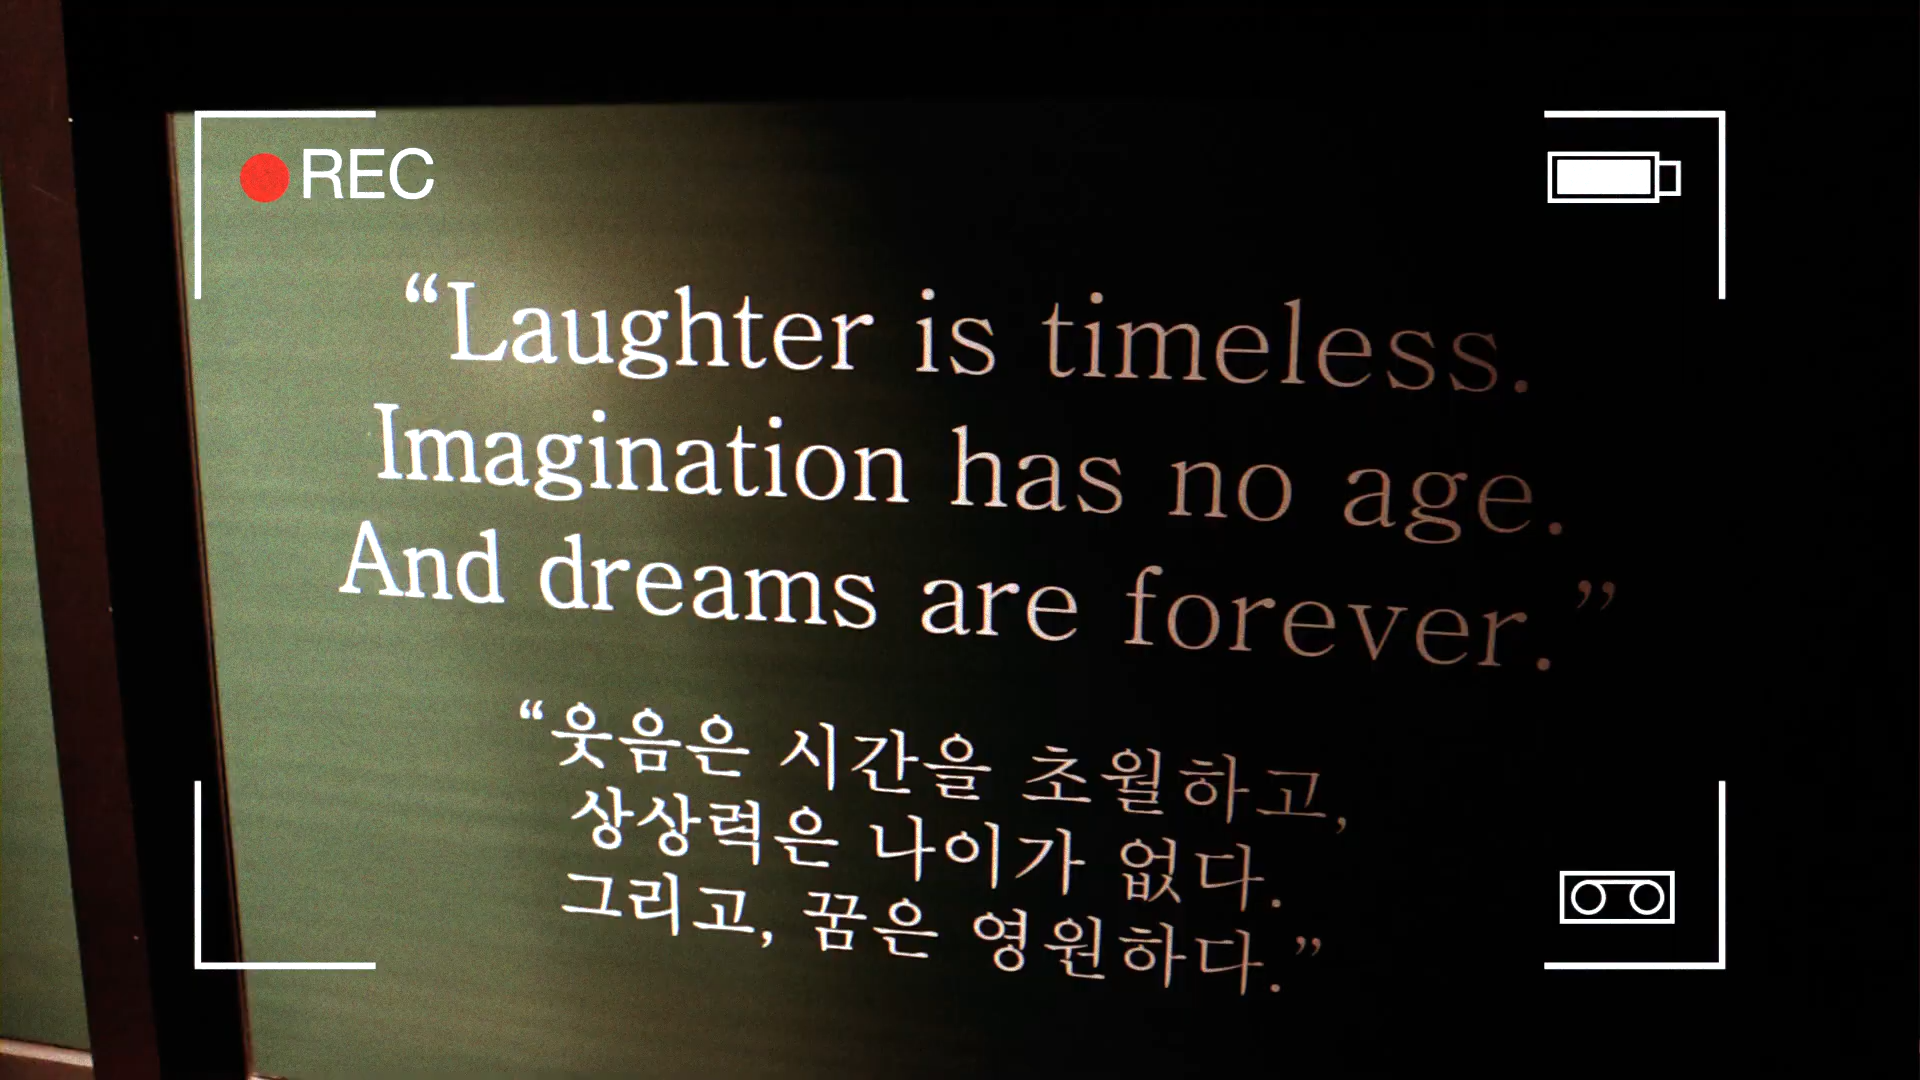 REC
“Laughter is timeless.
Imagination has no age.
And dreams are forever.”
“웃음은 시간을 초월하고,
상상력은 나이가 없다.
그리고, 꿈은 영원하다.”